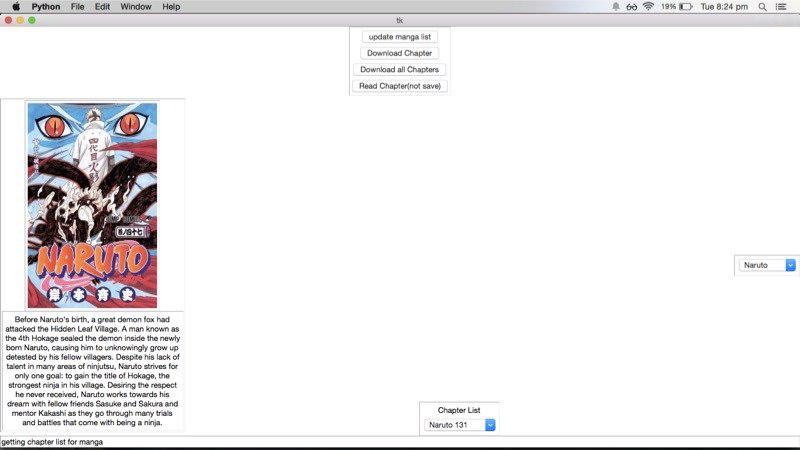 Python File Edit Window Help 19% Tue 8:24 pm
tk
update manga list
Download Chapter
Download all Chapters
Read Chapter(not save)
四代目火影
巻ノ四十七
NARUTO
岸本斉史
Naruto
Before Naruto's birth, a great demon fox had
attacked the Hidden Leaf Village. A man known as
the 4th Hokage sealed the demon inside the newly
born Naruto, causing him to unknowingly grow up
detested by his fellow villagers. Despite his lack of
talent in many areas of ninjutsu, Naruto strives for
only one goal: to gain the title of Hokage, the
strongest ninja in his village. Desiring the respect
he never received, Naruto works towards his
dream with fellow friends Sasuke and Sakura and
mentor Kakashi as they go through many trials
and battles that come with being a ninja.
Chapter List
Naruto 131
getting chapter list for manga